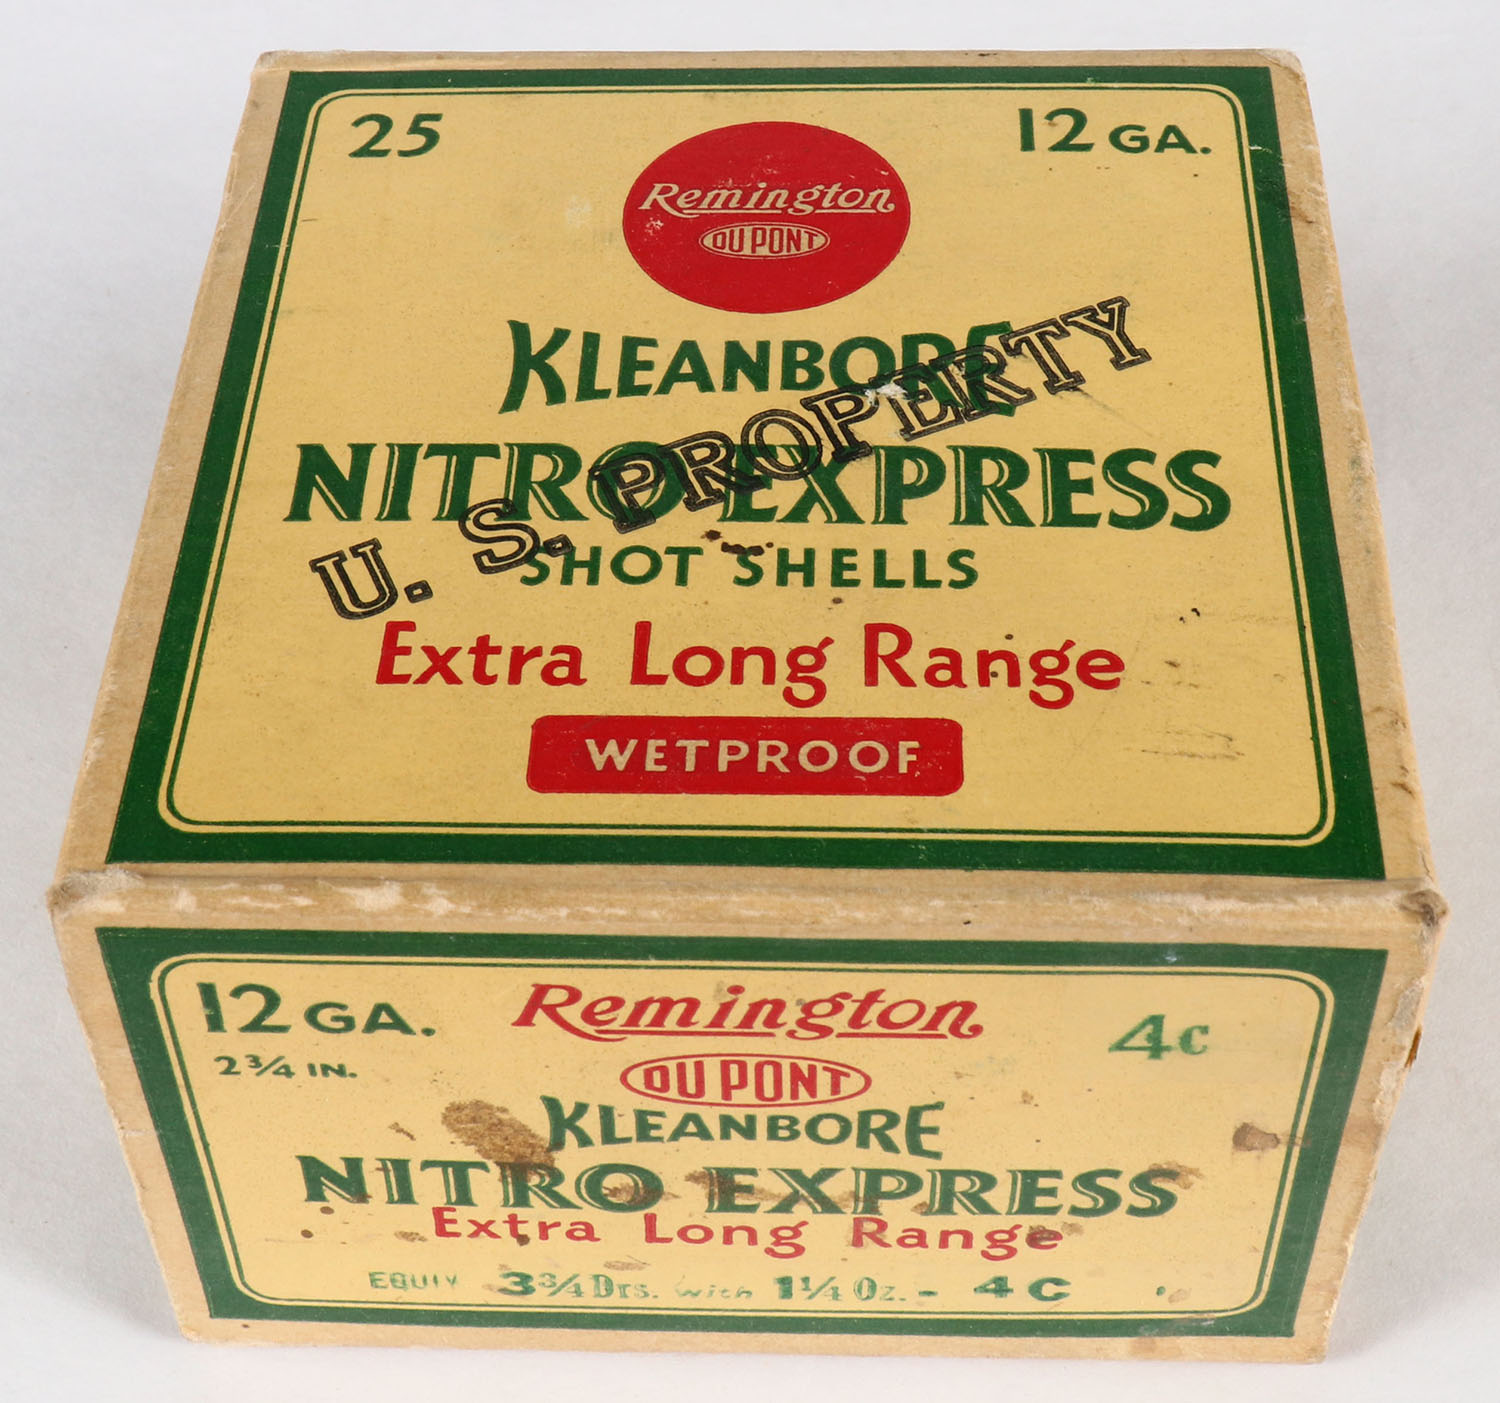 25
12 GA.
Remington
DU PONT
KLEANBORE
NITRO EXPRESS
U. S. PROPERTY
SHOT SHELLS
Extra Long Range
WETPROOF
12 GA.
Remington
4C
2¾ IN.
DU PONT
KLEANBORE
NITRO EXPRESS
Extra Long Range
EQUIV 3¾ Drs. with 1¼ Oz. - 4 C